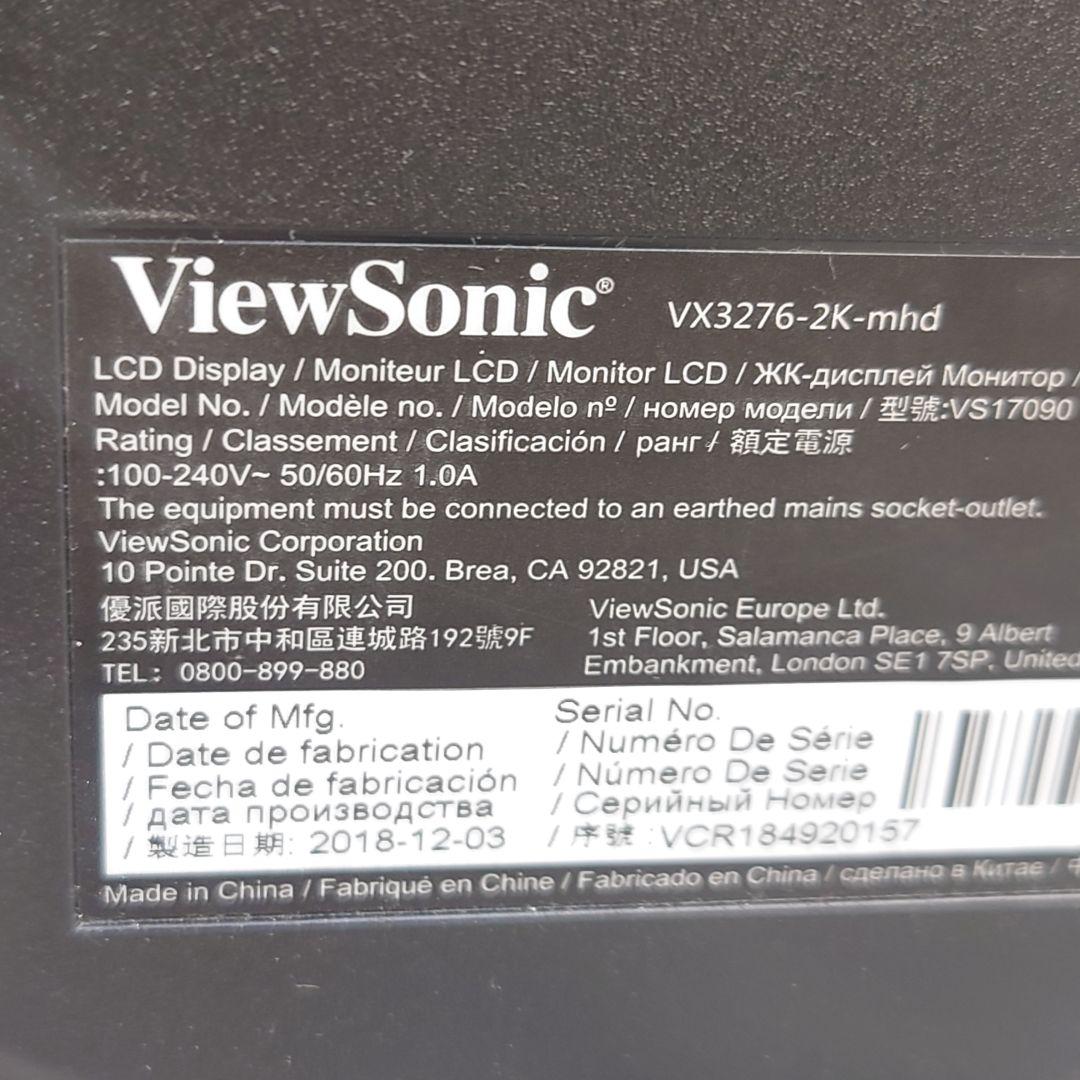 ViewSonic® VX3276-2K-mhd
LCD Display / Moniteur LCD / Monitor LCD / ЖК-дисплей Монитор /
Model No. / Modèle no. / Modelo nº / номер модели / 型號:VS17090
Rating / Classement / Clasificación / ранг / 額定電源
:100-240V~ 50/60Hz 1.0A
The equipment must be connected to an earthed mains socket-outlet.
ViewSonic Corporation
10 Pointe Dr. Suite 200. Brea, CA 92821, USA
優派國際股份有限公司
235新北市中和區連城路192號9F
TEL: 0800-899-880
ViewSonic Europe Ltd.
1st Floor, Salamanca Place, 9 Albert
Embankment, London SE1 7SP, United
Date of Mfg.
/ Date de fabrication
/ Fecha de fabricación
/ дата производства
/ 製造日期: 2018-12-03
Serial No.
/ Numéro De Série
/ Número De Serie
/ Серийный Номер
/ 序號 :VCR184920157
Made in China / Fabriqué en Chine / Fabricado en China / сделано в Китае /